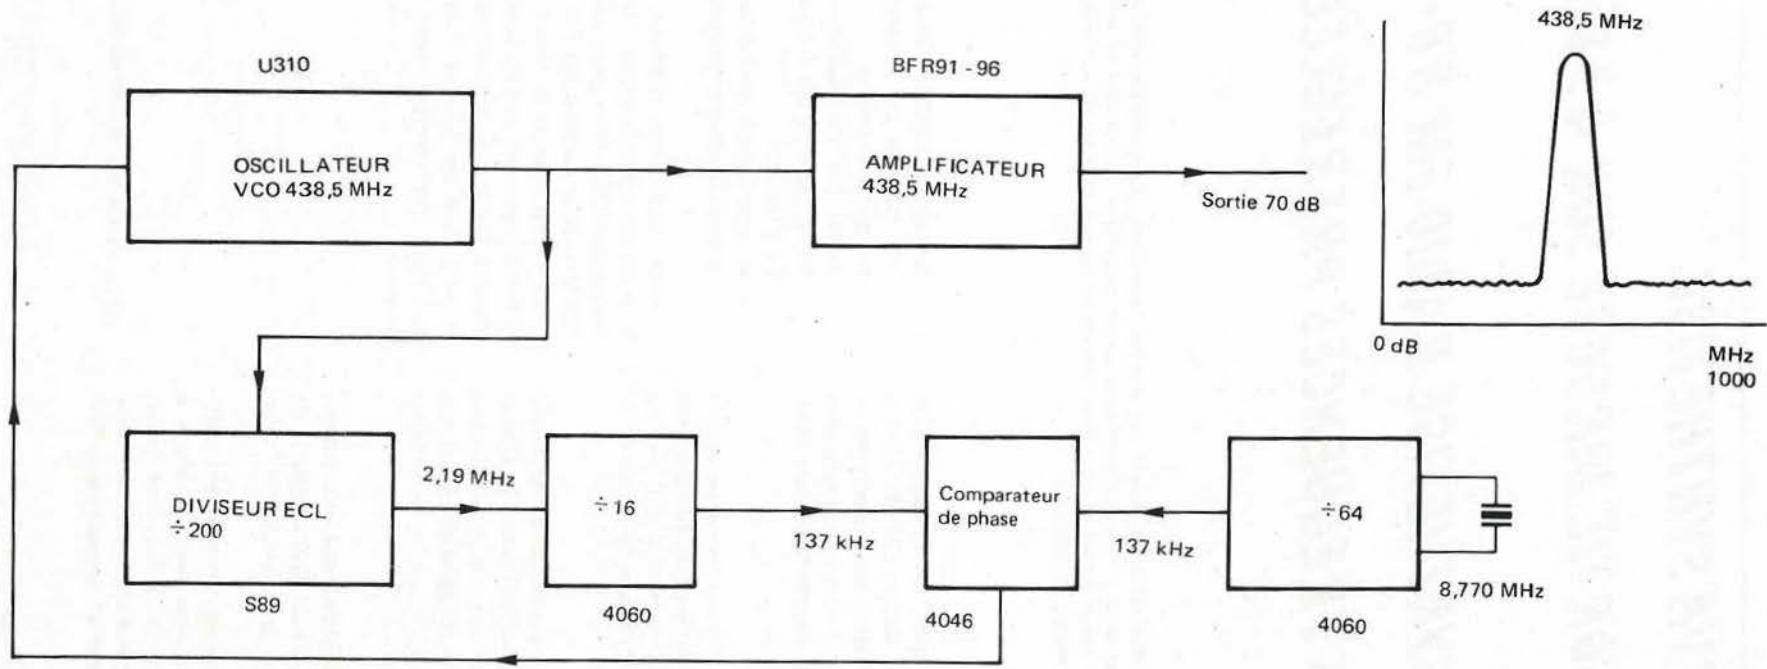 U310
OSCILLATEUR
VCO 438,5 MHz
BFR91 - 96
AMPLIFICATEUR
438,5 MHz
Sortie 70 dB
438,5 MHz
0 dB
MHz
1000
DIVISEUR ECL
÷200
S89
2,19 MHz
÷16
4060
137 kHz
Comparateur
de phase
4046
137 kHz
÷64
4060
8,770 MHz